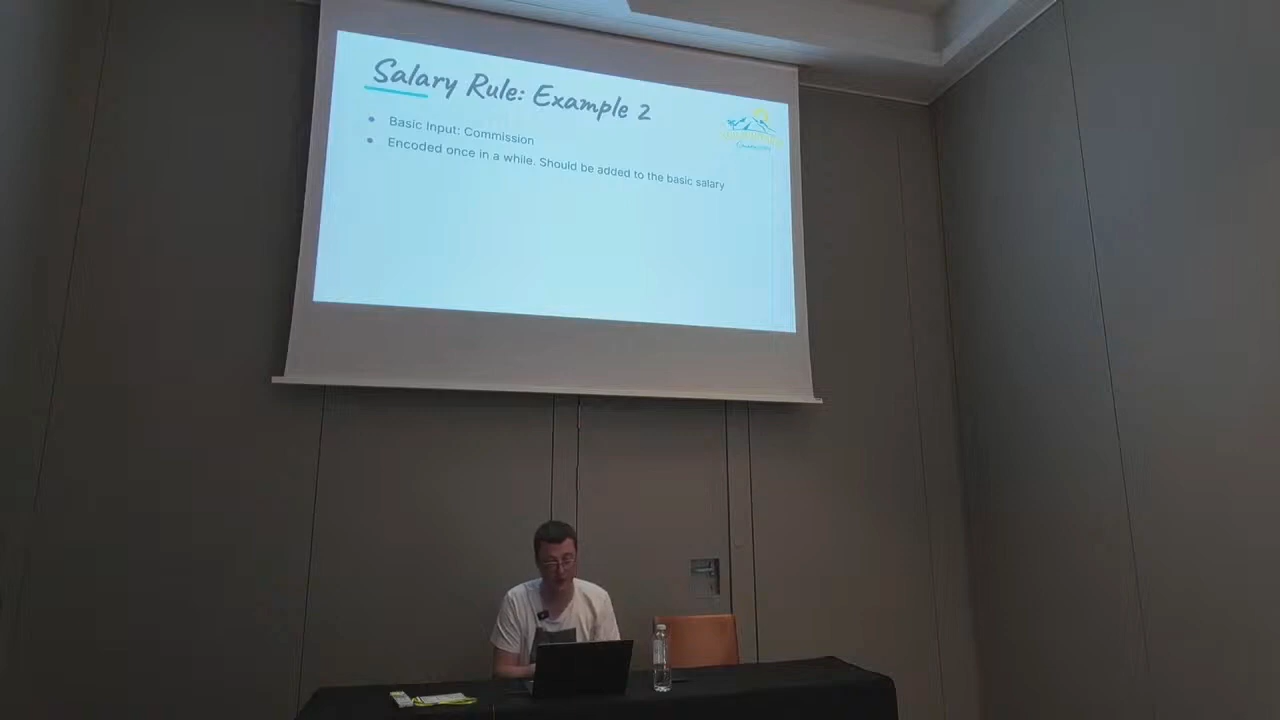 Salary Rule: Example 2
Basic Input: Commission
Encoded once in a while. Should be added to the basic salary